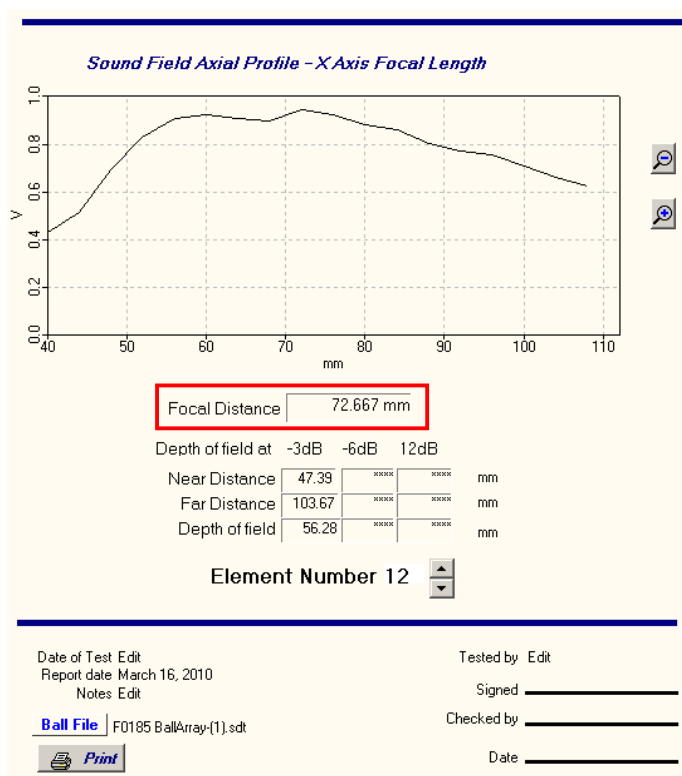 Sound Field Axial Profile - X Axis Focal Length
1.0
0.8
0.6
V
0.4
0.2
0.0
40 50 60 70 80 90 100 110
mm
Focal Distance 72.667 mm
Depth of field at -3dB -6dB 12dB
Near Distance 47.39 **** **** mm
Far Distance 103.67 **** **** mm
Depth of field 56.28 **** **** mm
Element Number 12
Date of Test Edit
Tested by Edit
Report date March 16, 2010
Notes Edit
Signed
Ball File F0185 BallArray-(1).sdt
Checked by
Print
Date